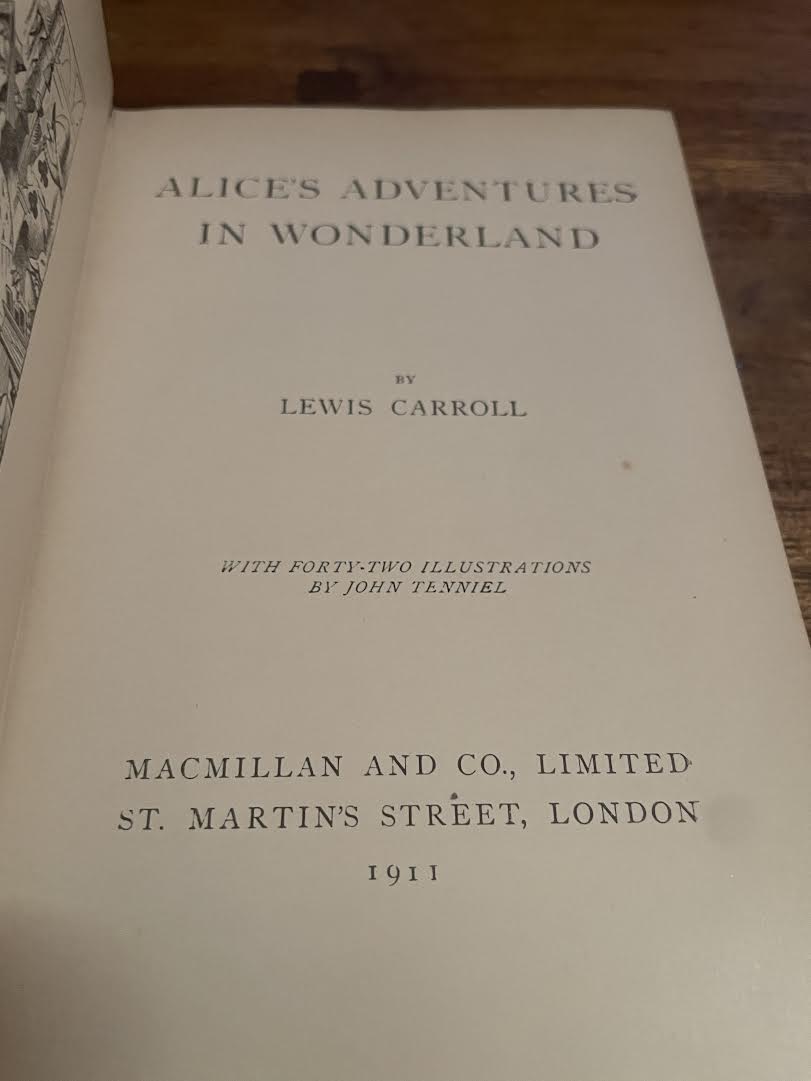 ALICE'S ADVENTURES
IN WONDERLAND
BY
LEWIS CARROLL
WITH FORTY-TWO ILLUSTRATIONS
BY JOHN TENNIEL
MACMILLAN AND CO., LIMITED
ST. MARTIN'S STREET, LONDON
1911